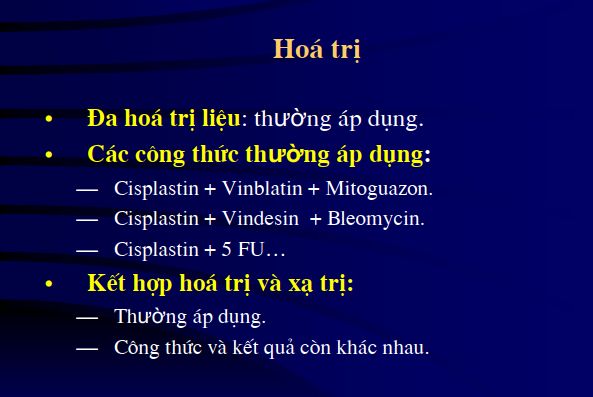 Hoá trị
• Đa hoá trị liệu: thường áp dụng.
• Các công thức thường áp dụng:
— Cisplastin + Vinblatin + Mitoguazon.
— Cisplastin + Vindesin + Bleomycin.
— Cisplastin + 5 FU…
• Kết hợp hoá trị và xạ trị:
— Thường áp dụng.
— Công thức và kết quả còn khác nhau.